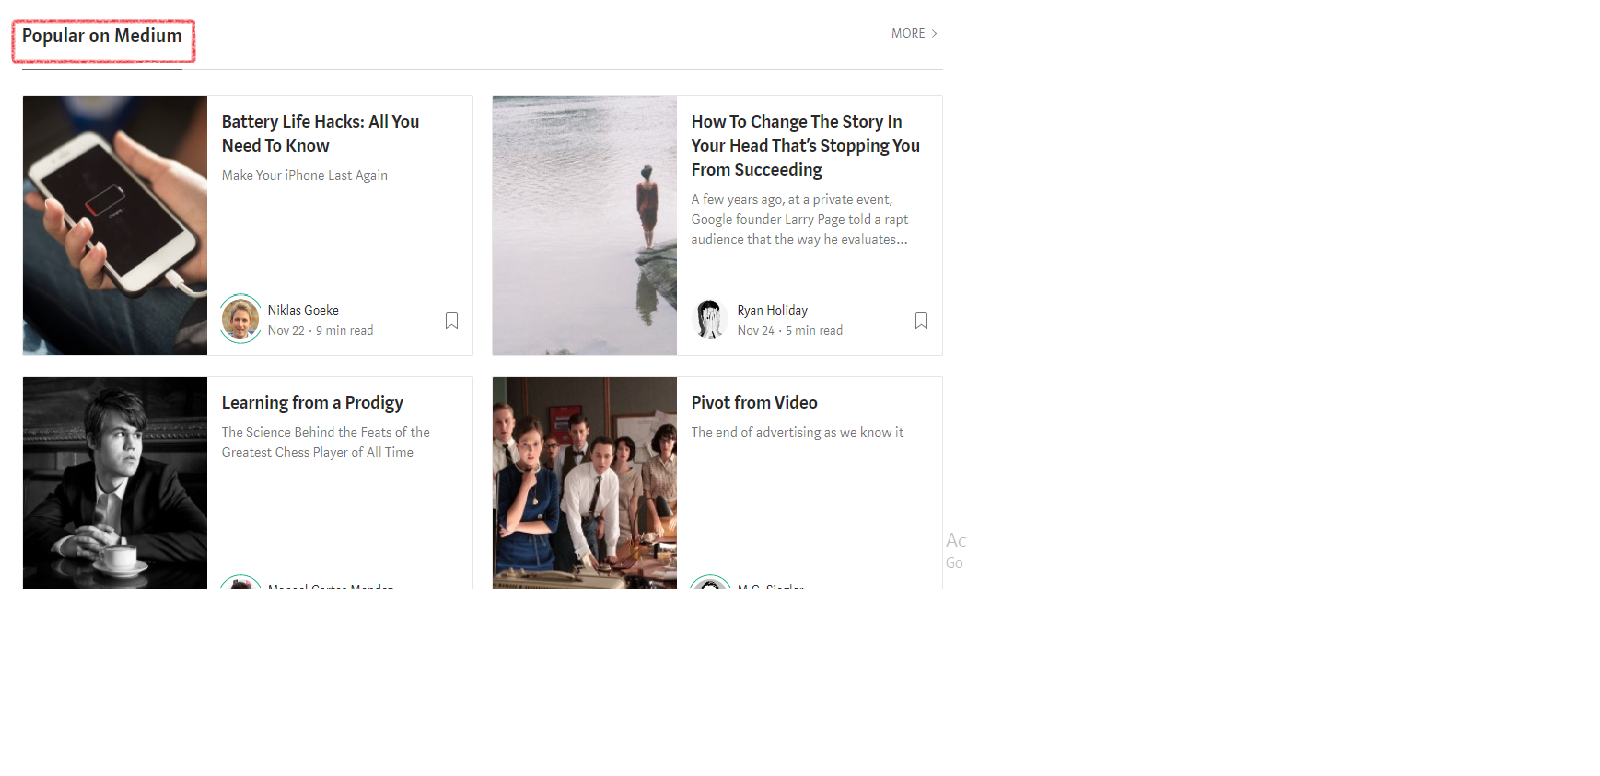 Popular on Medium
MORE
Battery Life Hacks: All You
Need To Know
Make Your iPhone Last Again
Niklas Goeke
Nov 22 · 9 min read
How To Change The Story In
Your Head That's Stopping You
From Succeeding
A few years ago, at a private event,
Google founder Larry Page told a rapt
audience that the way he evaluates...
Ryan Holiday
Nov 24 · 5 min read
Learning from a Prodigy
The Science Behind the Feats of the
Greatest Chess Player of All Time
Pivot from Video
The end of advertising as we know it
M.G. Siegler
Ac
Go